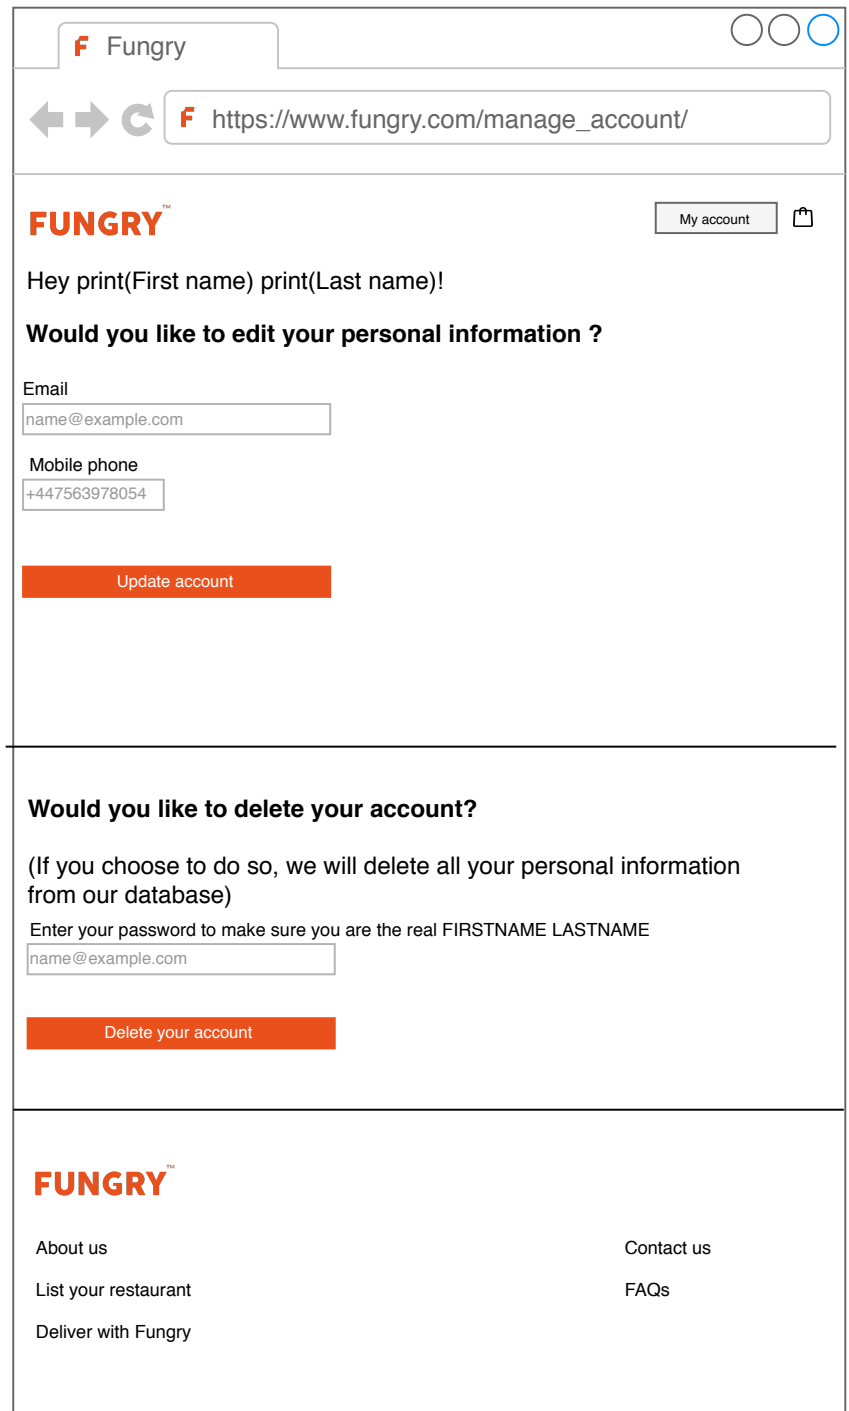 F Fungry
F https://www.fungry.com/manage_account/
FUNGRY™
My account
Hey print(First name) print(Last name)!
Would you like to edit your personal information ?
Email
name@example.com
Mobile phone
+447563978054
Update account
Would you like to delete your account?
(If you choose to do so, we will delete all your personal information
from our database)
Enter your password to make sure you are the real FIRSTNAME LASTNAME
name@example.com
Delete your account
FUNGRY™
About us
Contact us
List your restaurant
FAQs
Deliver with Fungry